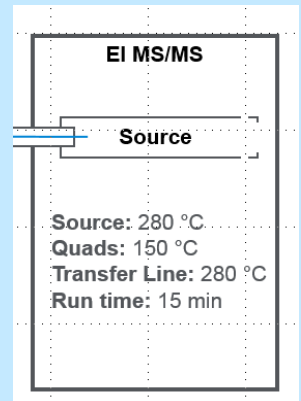 EI MS/MS
Source
Source: 280 °C
Quads: 150 °C
Transfer Line: 280 °C
Run time: 15 min